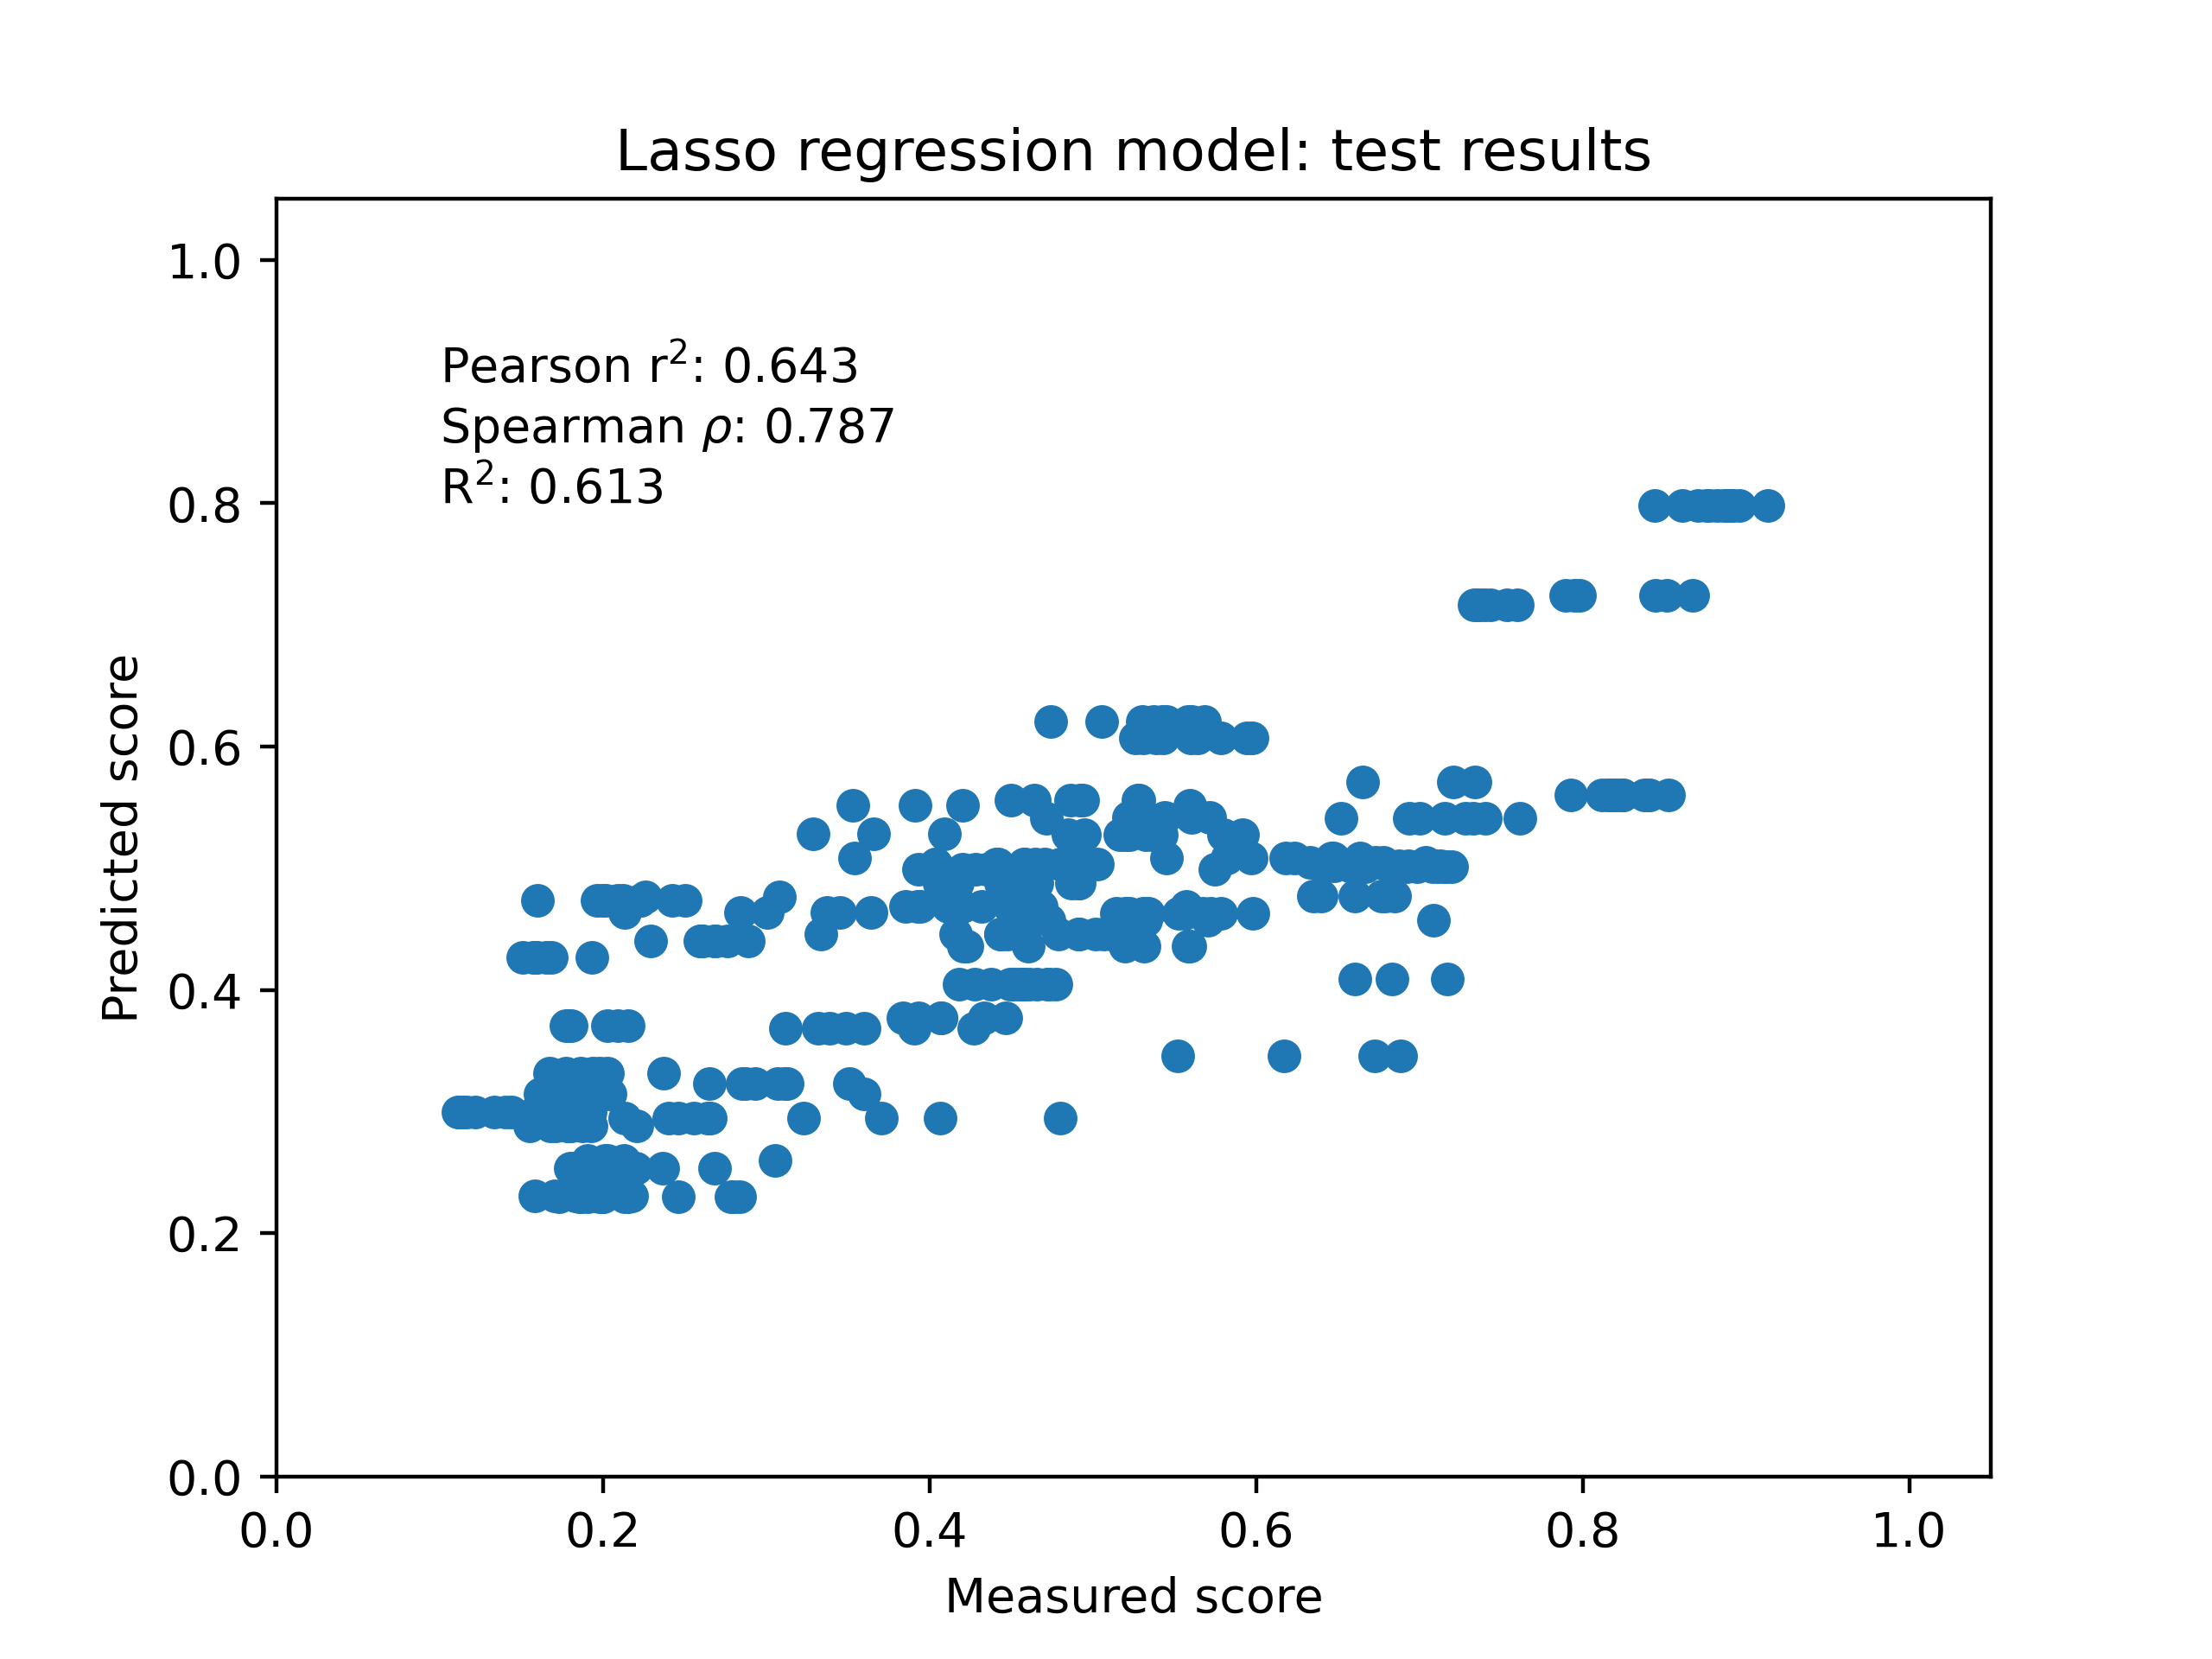 Lasso regression model: test results
Pearson r²: 0.643
Spearman ρ: 0.787
R²: 0.613
Predicted score
1.0
0.8
0.6
0.4
0.2
0.0
0.0 0.2 0.4 0.6 0.8 1.0
Measured score